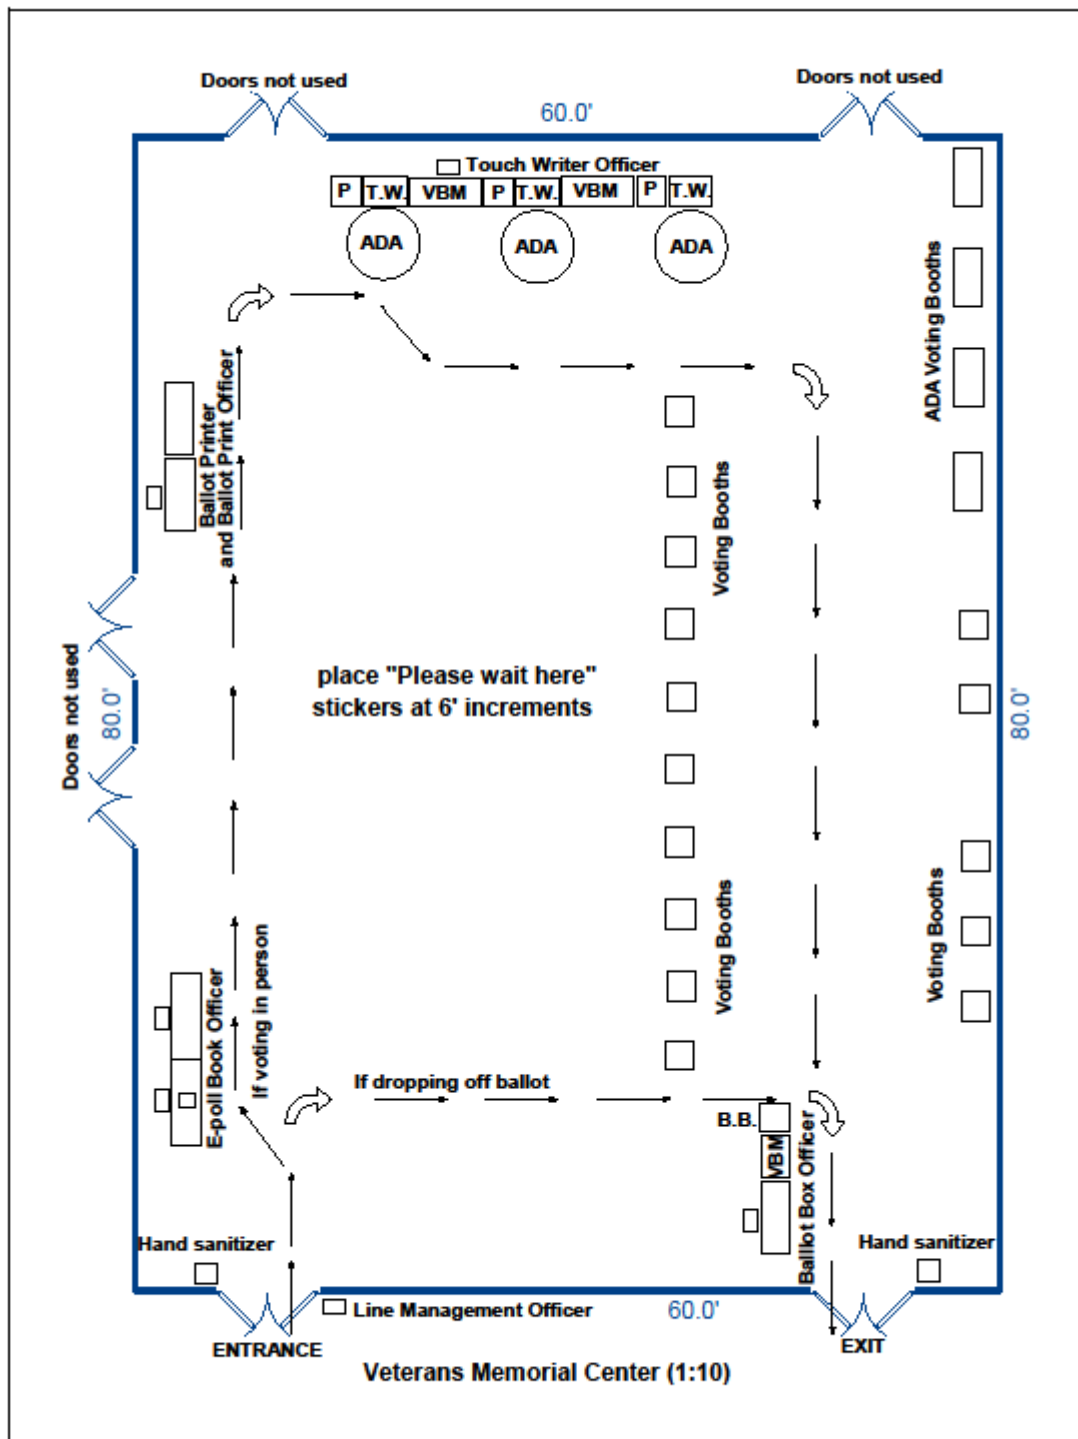 Doors not used
Doors not used
60.0'
Touch Writer Officer
P T.W. VBM P T.W. VBM P T.W.
ADA ADA ADA
ADA Voting Booths
Ballot Printer
and Ballot Print Officer
Voting Booths
place "Please wait here"
stickers at 6' increments
Doors not used
80.0'
80.0'
If voting in person
E-poll Book Officer
Voting Booths
Voting Booths
If dropping off ballot
B.B.
VBM
Balllot Box Officer
Hand sanitizer
Hand sanitizer
Line Management Officer
60.0'
ENTRANCE
EXIT
Veterans Memorial Center (1:10)